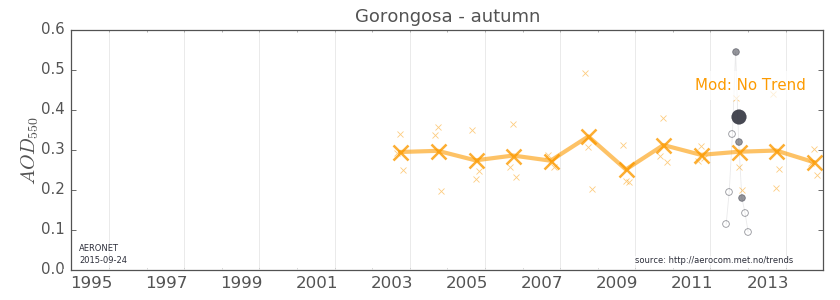 Gorongosa - autumn
0.6
0.5
0.4
0.3
0.2
0.1
0.0
AOD550
Mod: No Trend
AERONET
2015-09-24
source: http://aerocom.met.no/trends
1995 1997 1999 2001 2003 2005 2007 2009 2011 2013